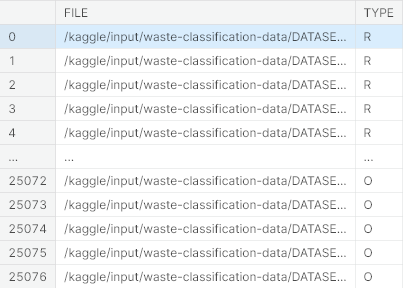 FILE TYPE
0 /kaggle/input/waste-classification-data/DATASE... R
1 /kaggle/input/waste-classification-data/DATASE... R
2 /kaggle/input/waste-classification-data/DATASE... R
3 /kaggle/input/waste-classification-data/DATASE... R
4 /kaggle/input/waste-classification-data/DATASE... R
... ... ...
25072 /kaggle/input/waste-classification-data/DATASE... O
25073 /kaggle/input/waste-classification-data/DATASE... O
25074 /kaggle/input/waste-classification-data/DATASE... O
25075 /kaggle/input/waste-classification-data/DATASE... O
25076 /kaggle/input/waste-classification-data/DATASE... O